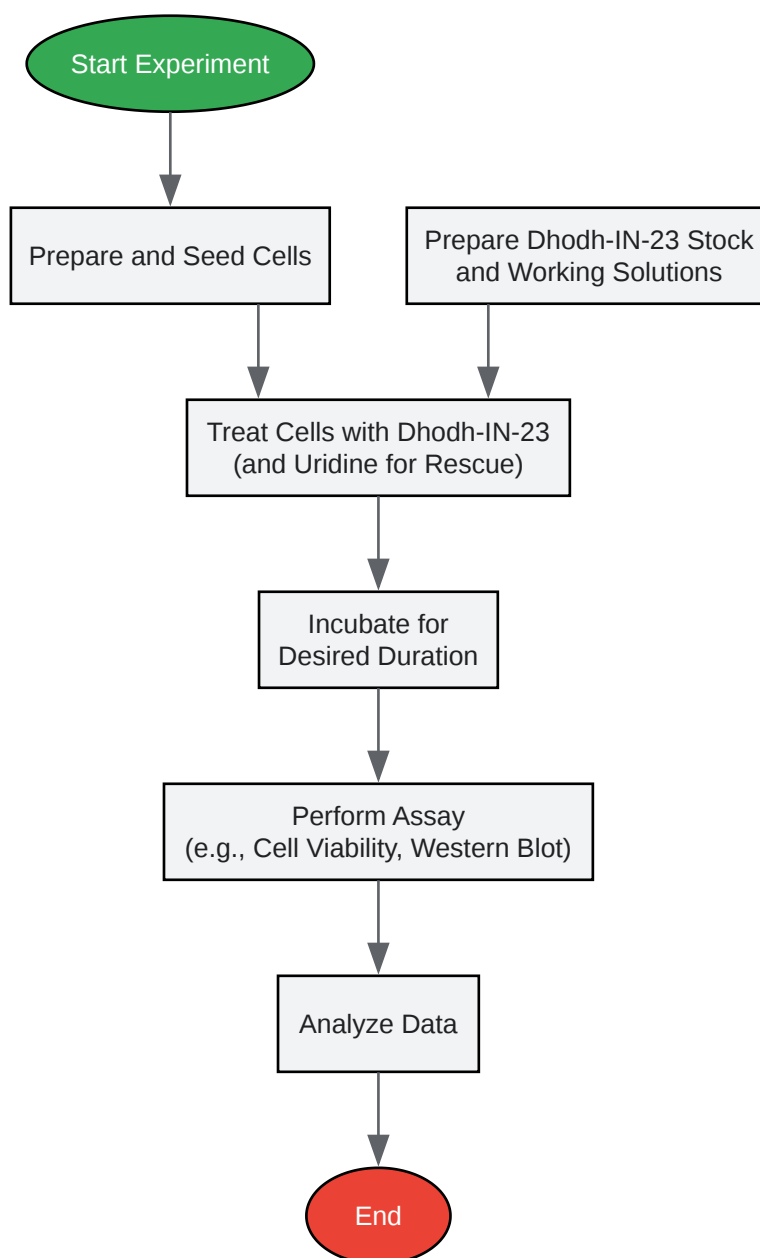 Start Experiment
Prepare and Seed Cells
Prepare Dhodh-IN-23 Stock
and Working Solutions
Treat Cells with Dhodh-IN-23
(and Uridine for Rescue)
Incubate for
Desired Duration
Perform Assay
(e.g., Cell Viability, Western Blot)
Analyze Data
End